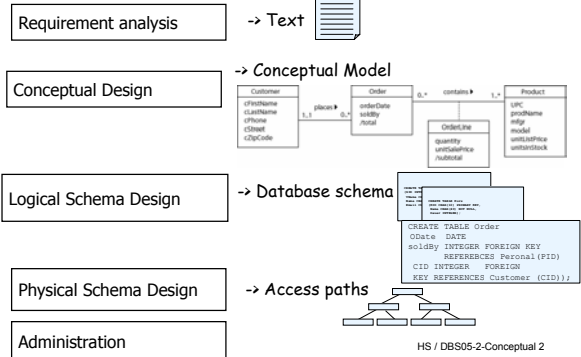 Requirement analysis
-> Text
-> Conceptual Model
Conceptual Design
Customer
cFirstName
cLastName
cPhone
cStreet
cZipCode
places
1..1
0..*
Order
orderDate
soldBy
/total
0..*
contains
1..*
Product
UPC
prodName
mfgr
model
unitListPrice
unitsInStock
OrderLine
quantity
unitSalePrice
/subtotal
Logical Schema Design
-> Database schema
CREATE TABLE Order
ODate DATE
soldBy INTEGER FOREIGN KEY
REFEREBCES Peronal(PID)
CID INTEGER FOREIGN
KEY REFERENCES Customer (CID));
Physical Schema Design
-> Access paths
Administration
HS / DBS05-2-Conceptual 2